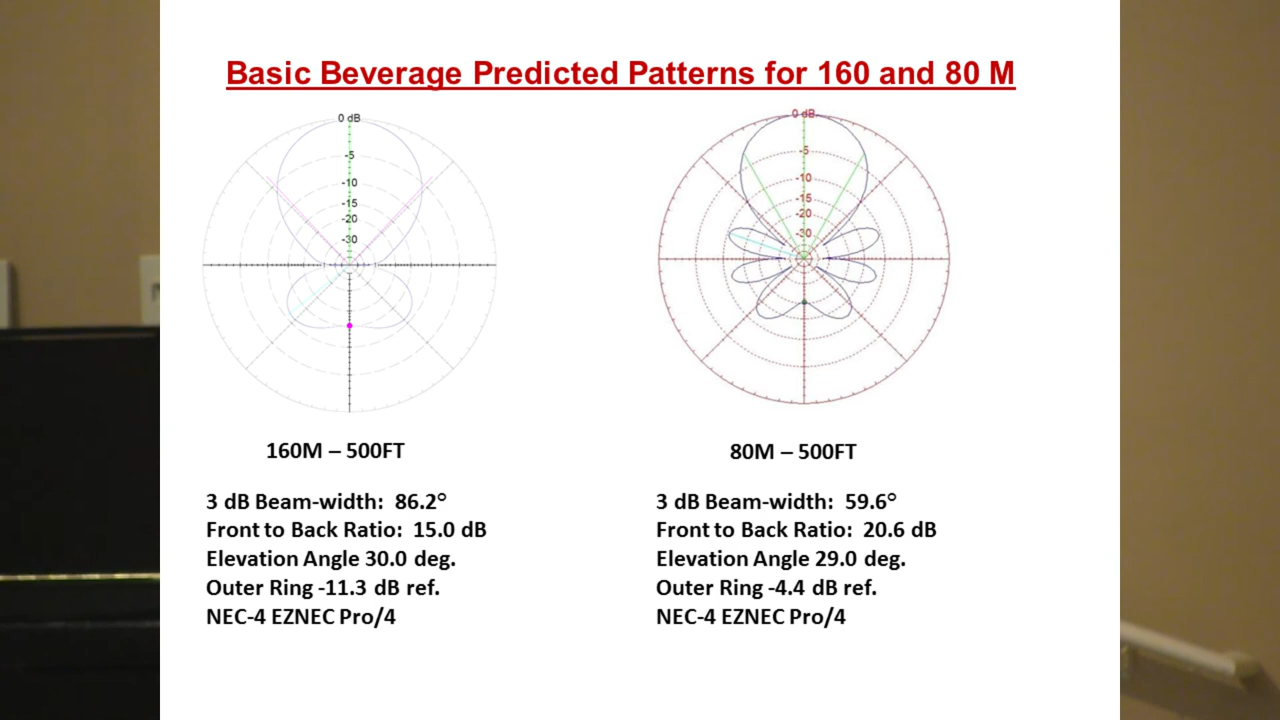 Basic Beverage Predicted Patterns for 160 and 80 M
0 dB
-5
-10
-15
-20
-30
0 dB
-5
-10
-15
-20
-30
160M – 500FT
3 dB Beam-width: 86.2°
Front to Back Ratio: 15.0 dB
Elevation Angle 30.0 deg.
Outer Ring -11.3 dB ref.
NEC-4 EZNEC Pro/4
80M – 500FT
3 dB Beam-width: 59.6°
Front to Back Ratio: 20.6 dB
Elevation Angle 29.0 deg.
Outer Ring -4.4 dB ref.
NEC-4 EZNEC Pro/4